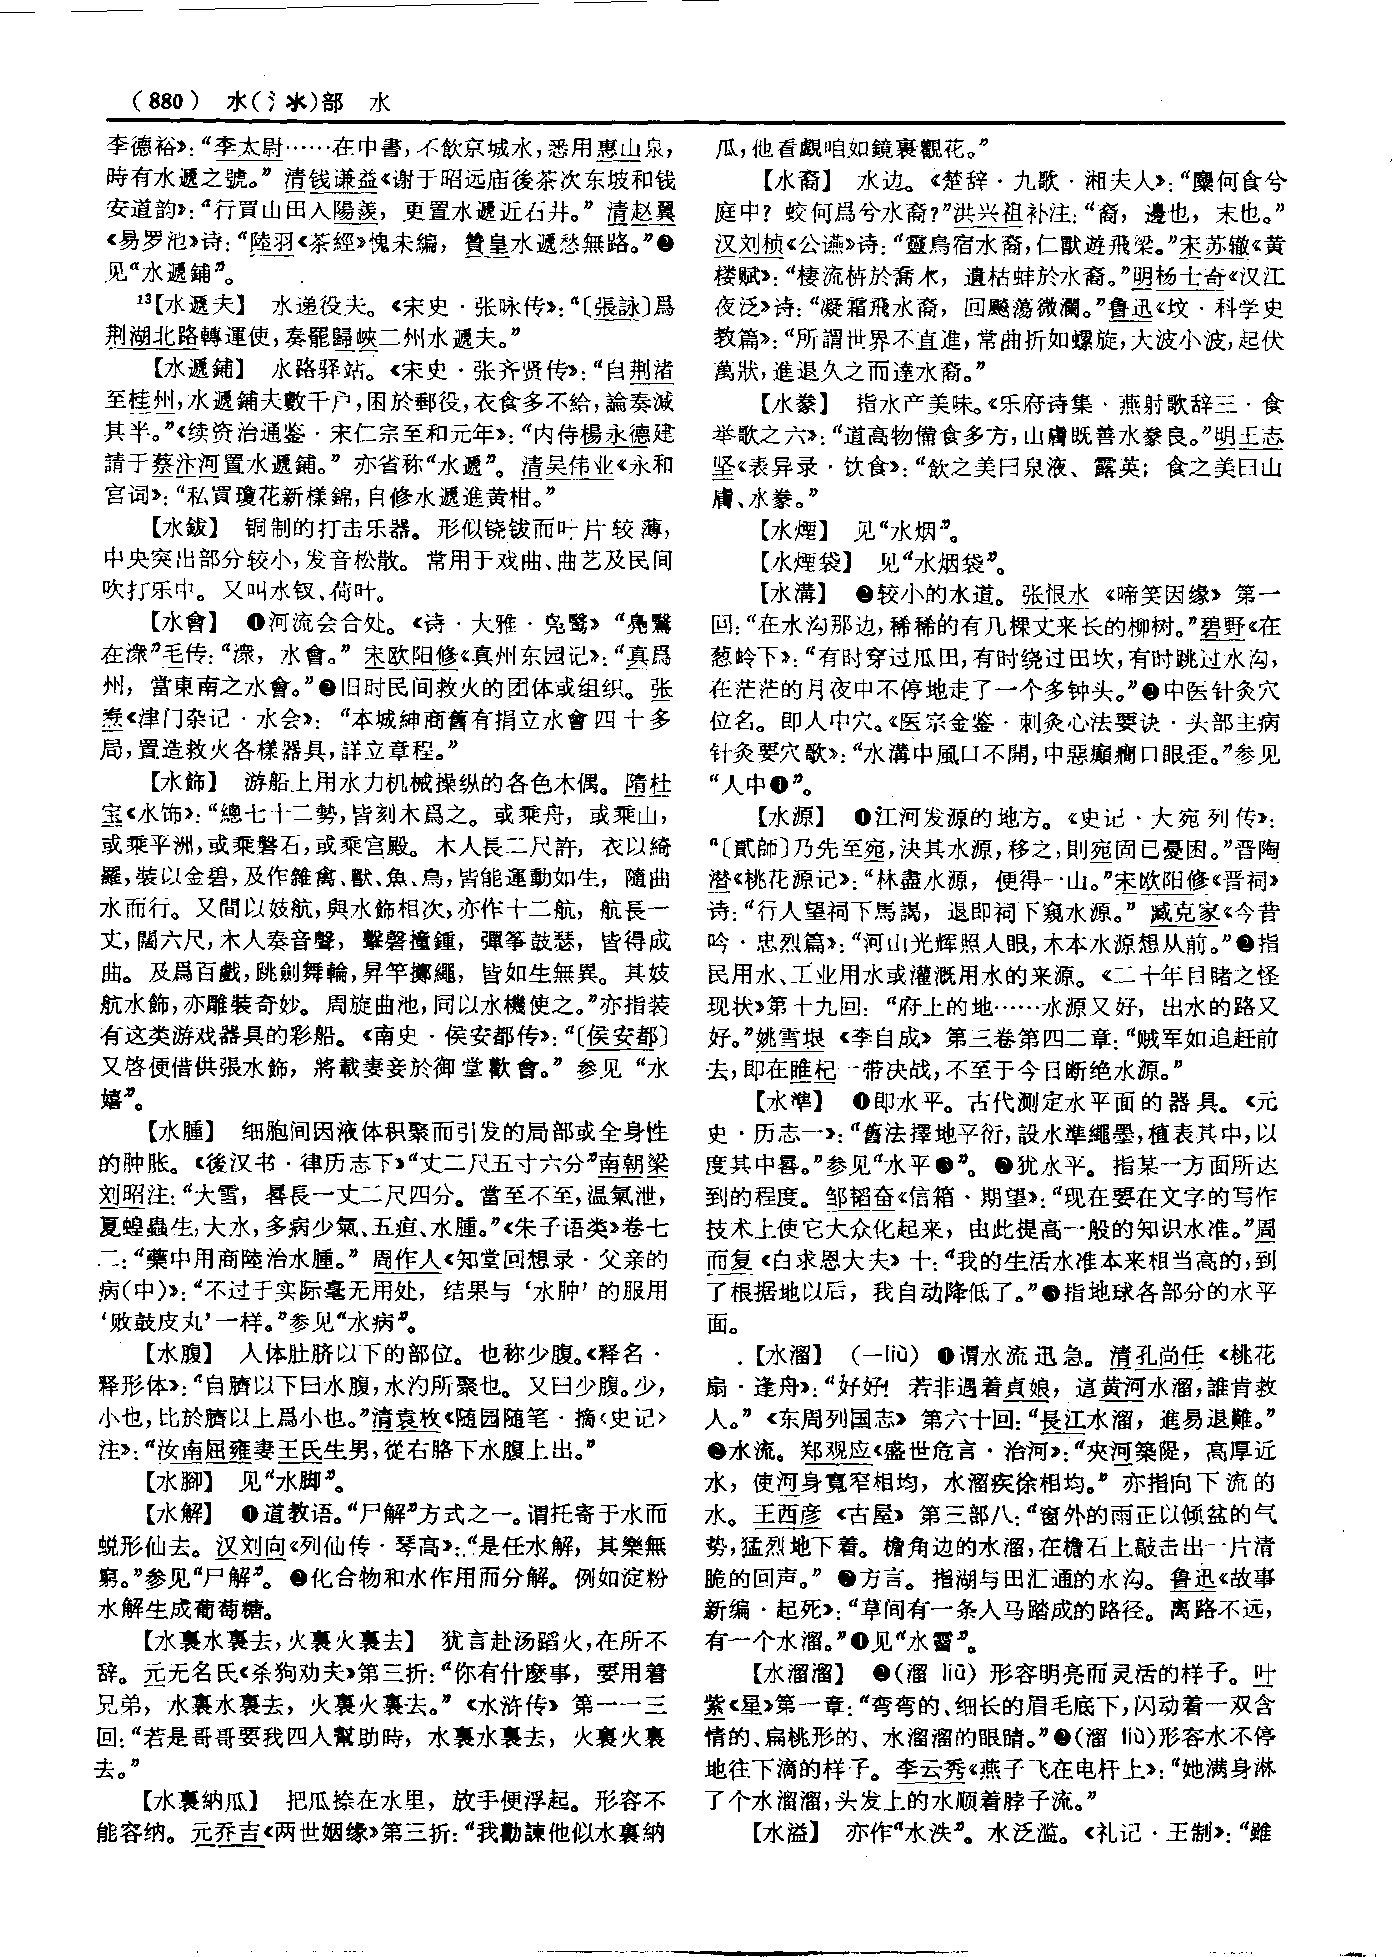 （880） 水（氵氺）部 水
李德裕》：“李太尉……在中書，不飲京城水，悉用惠山泉，
時有水遞之號。” 清钱谦益《谢于昭远庙後茶次东坡和钱
安道韵》：“行買山田入陽羨，更置水遞近石井。” 清赵翼
《易罗池》诗：“陸羽《茶經》愧未編，贊皇水遞愁無路。”❷
见“水遞鋪”。
13【水遞夫】 水递役夫。《宋史·张咏传》：“〔張詠〕爲
荆湖北路轉運使，奏罷歸峽二州水遞夫。”
【水遞鋪】 水路驿站。《宋史·张齐贤传》：“自荆渚
至桂州，水遞鋪夫數千户，困於郵役，衣食多不給，論奏減
其半。”《续资治通鉴·宋仁宗至和元年》：“内侍楊永德建
請于蔡汴河置水遞鋪。” 亦省称“水遞”。清吴伟业《永和
宫词》：“私買瓊花新樣錦，自修水遞進黄柑。”
【水鈸】 铜制的打击乐器。形似铙钹而叶片较薄，
中央突出部分较小，发音松散。常用于戏曲、曲艺及民间
吹打乐中。又叫水钗、荷叶。
【水會】 ❶河流会合处。《诗·大雅·凫鹥》“鳧鷖
在潀”毛传：“潀，水會。” 宋欧阳修《真州东园记》：“真爲
州，當東南之水會。”❷旧时民间救火的团体或组织。张
焘《津门杂记·水会》：“本城紳商舊有捐立水會四十多
局，置造救火各樣器具，詳立章程。”
【水飾】 游船上用水力机械操纵的各色木偶。隋杜
宝《水饰》：“總七十二勢，皆刻木爲之。或乘舟，或乘山，
或乘平洲，或乘磐石，或乘宫殿。木人長二尺許，衣以綺
羅，裝以金碧，及作雜禽、獸、魚、鳥，皆能運動如生，隨曲
水而行。又間以妓航，與水飾相次，亦作十二航，航長一
丈，闊六尺，木人奏音聲，擊磬撞鍾，彈筝鼓瑟，皆得成
曲。及爲百戲，跳劍舞輪，昇竿擲繩，皆如生無異。其妓
航水飾，亦雕裝奇妙。周旋曲池，同以水機使之。”亦指装
有这类游戏器具的彩船。《南史·侯安都传》：“〔侯安都〕
又啓便借供張水飾，將載妻妾於御堂歡會。” 参见“水
嬉”。
【水腫】 细胞间因液体积聚而引发的局部或全身性
的肿胀。《後汉书·律历志下》“丈二尺五寸六分”南朝梁
刘昭注：“大雪，晷長一丈二尺四分。當至不至，温氣泄，
夏蝗蟲生，大水，多病少氣、五疸、水腫。”《朱子语类》卷七
二：“藥中用商陸治水腫。” 周作人《知堂回想录·父亲的
病（中）》：“不过于实际毫无用处，结果与‘水肿’的服用
‘败鼓皮丸’一样。”参见“水病”。
【水腹】 人体肚脐以下的部位。也称少腹。《释名·
释形体》：“自臍以下曰水腹，水汋所聚也。又曰少腹。少，
小也，比於臍以上爲小也。”清袁枚《随园随笔·摘〈史记〉
注》：“汝南屈雍妻王氏生男，從右胳下水腹上出。”
【水腳】 见“水脚”。
【水解】 ❶道教语。“尸解”方式之一。谓托寄于水而
蜕形仙去。汉刘向《列仙传·琴高》：“是任水解，其樂無
窮。”参见“尸解”。❷化合物和水作用而分解。例如淀粉
水解生成葡萄糖。
【水裏水裏去，火裏火裏去】 犹言赴汤蹈火，在所不
辞。元无名氏《杀狗劝夫》第三折：“你有什麽事，要用着
兄弟，水裏水裏去，火裏火裏去。”《水浒传》第一一三
回：“若是哥哥要我四人幫助時，水裏水裏去，火裏火裏
去。”
【水裏納瓜】 把瓜捺在水里，放手便浮起。形容不
能容纳。元乔吉《两世姻缘》第三折：“我勸諫他似水裏納
瓜，他看覷咱如鏡裏觀花。”
【水裔】 水边。《楚辞·九歌·湘夫人》：“麋何食兮
庭中？蛟何爲兮水裔？”洪兴祖补注：“裔，邊也，末也。”
汉刘桢《公讌》诗：“靈鳥宿水裔，仁獸遊飛梁。”宋苏辙《黄
楼赋》：“棲流枿於喬木，遺枯蚌於水裔。”明杨士奇《汉江
夜泛》诗：“凝霜飛水裔，回飈蕩微瀾。”鲁迅《坟·科学史
教篇》：“所謂世界不直進，常曲折如螺旋，大波小波，起伏
萬狀，進退久之而達水裔。”
【水豢】 指水产美味。《乐府诗集·燕射歌辞三·食
举歌之六》：“道高物備食多方，山膚既善水豢良。”明王志
坚《表异录·饮食》：“飲之美曰泉液、露英；食之美曰山
膚、水豢。”
【水煙】 见“水烟”。
【水煙袋】 见“水烟袋”。
【水溝】 ❶较小的水道。张恨水《啼笑因缘》第一
回：“在水沟那边，稀稀的有几棵丈来长的柳树。”碧野《在
葱岭下》：“有时穿过瓜田，有时绕过田坎，有时跳过水沟，
在茫茫的月夜中不停地走了一个多钟头。”❷中医针灸穴
位名。即人中穴。《医宗金鉴·刺灸心法要诀·头部主病
针灸要穴歌》：“水溝中風口不開，中惡癲癇口眼歪。”参见
“人中❶”。
【水源】 ❶江河发源的地方。《史记·大宛列传》：
“〔貳師〕乃先至宛，決其水源，移之，則宛固已憂困。”晋陶
潜《桃花源记》：“林盡水源，便得一山。”宋欧阳修《晋祠》
诗：“行人望祠下馬謁，退即祠下窺水源。” 臧克家《今昔
吟·忠烈篇》：“河山光辉照人眼，木本水源想从前。”❷指
民用水、工业用水或灌溉用水的来源。《二十年目睹之怪
现状》第十九回：“府上的地……水源又好，出水的路又
好。”姚雪垠《李自成》第三卷第四二章：“贼军如追赶前
去，即在睢杞一带决战，不至于今日断绝水源。”
【水準】 ❶即水平。古代测定水平面的器具。《元
史·历志一》：“舊法擇地平衍，設水準繩墨，植表其中，以
度其中晷。”参见“水平❸”。❷犹水平。指某一方面所达
到的程度。邹韬奋《信箱·期望》：“现在要在文字的写作
技术上使它大众化起来，由此提高一般的知识水准。”周
而复《白求恩大夫》十：“我的生活水准本来相当高的，到
了根据地以后，我自动降低了。”❸指地球各部分的水平
面。
【水溜】 （一liù）❶谓水流迅急。清孔尚任《桃花
扇·逢舟》：“好好！若非遇着貞娘，這黄河水溜，誰肯救
人。”《东周列国志》第六十回：“長江水溜，進易退難。”
❷水流。郑观应《盛世危言·治河》：“夾河築隄，高厚近
水，使河身寬窄相均，水溜疾徐相均。” 亦指向下流的
水。王西彦《古屋》第三部八：“窗外的雨正以倾盆的气
势，猛烈地下着。檐角边的水溜，在檐石上敲击出一片清
脆的回声。” ❸方言。指湖与田汇通的水沟。鲁迅《故事
新编·起死》：“草间有一条人马踏成的路径。离路不远，
有一个水溜。”❹见“水霤”。
【水溜溜】 ❶（溜 liū）形容明亮而灵活的样子。叶
紫《星》第一章：“弯弯的、细长的眉毛底下，闪动着一双含
情的、扁桃形的、水溜溜的眼睛。”❷（溜 liù）形容水不停
地往下滴的样子。李云秀《燕子飞在电杆上》：“她满身淋
了个水溜溜，头发上的水顺着脖子流。”
【水溢】 亦作“水泆”。水泛滥。《礼记·王制》：“雖